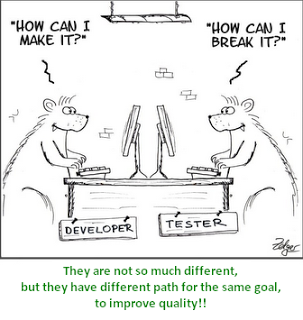 "HOW CAN I
MAKE IT?"
"HOW CAN I
BREAK IT?"
DEVELOPER
TESTER
They are not so much different,
but they have different path for the same goal,
to improve quality!!